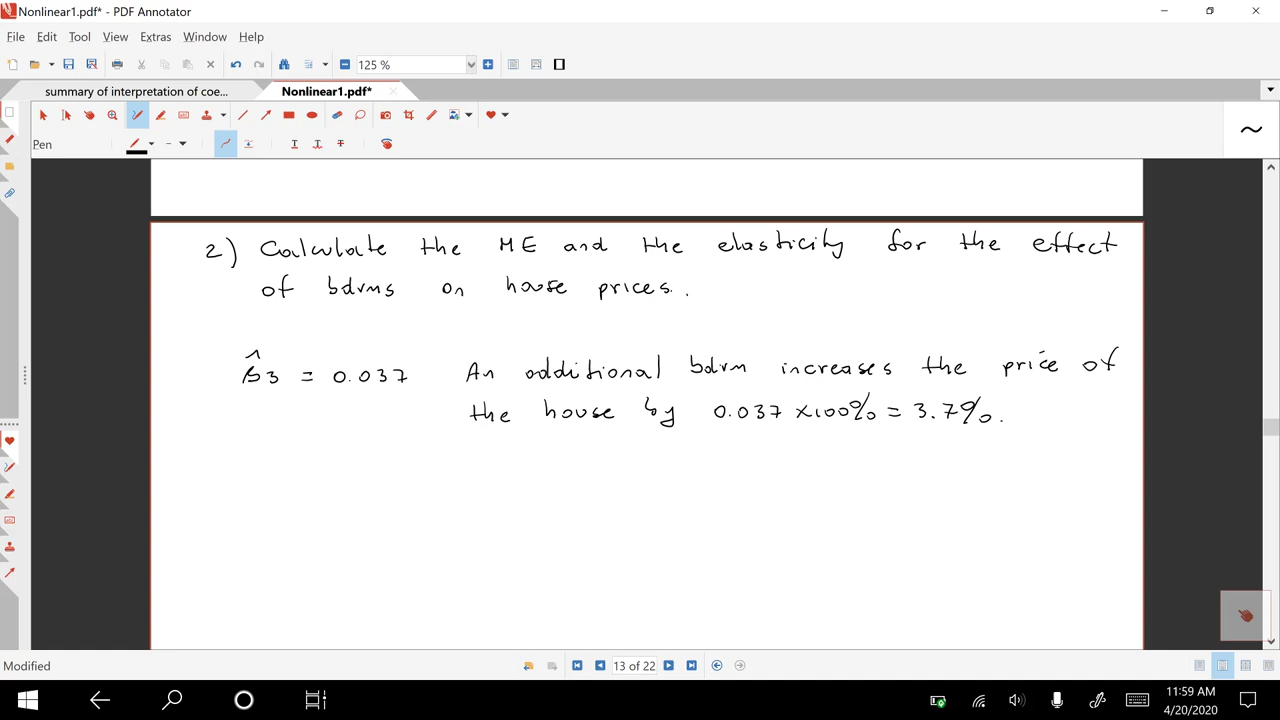 Nonlinear1.pdf* - PDF Annotator
File Edit Tool View Extras Window Help
125 %
summary of interpretation of coe... Nonlinear1.pdf*
Pen
2) Calculate the ME and the elasticity for the effect
of bdrms on house prices.
β̂3 = 0.037 An additional bdrm increases the price of
the house by 0.037 x100% = 3.7%.
Modified
13 of 22
11:59 AM
4/20/2020